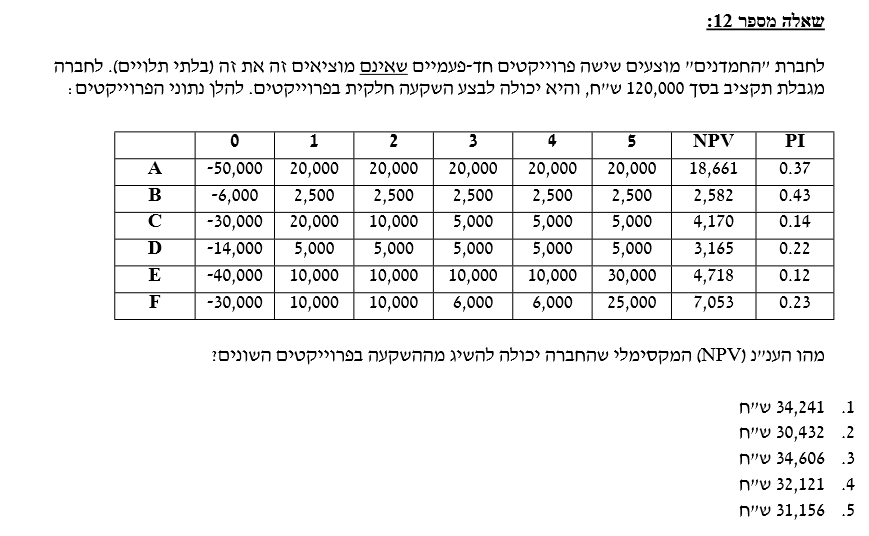 שאלה מספר 12:
לחברת "החמדנים" מוצעים שישה פרוייקטים חד-פעמיים שאינם מוציאים זה את זה (בלתי תלויים). לחברה
מגבלת תקציב בסך 120,000 ש"ח, והיא יכולה לבצע השקעה חלקית בפרוייקטים. להלן נתוני הפרוייקטים:
0 1 2 3 4 5 NPV PI
A -50,000 20,000 20,000 20,000 20,000 20,000 18,661 0.37
B -6,000 2,500 2,500 2,500 2,500 2,500 2,582 0.43
C -30,000 20,000 10,000 5,000 5,000 5,000 4,170 0.14
D -14,000 5,000 5,000 5,000 5,000 5,000 3,165 0.22
E -40,000 10,000 10,000 10,000 10,000 30,000 4,718 0.12
F -30,000 10,000 10,000 6,000 6,000 25,000 7,053 0.23
מהו הענ"נ (NPV) המקסימלי שהחברה יכולה להשיג מההשקעה בפרוייקטים השונים?
1. 34,241 ש"ח
2. 30,432 ש"ח
3. 34,606 ש"ח
4. 32,121 ש"ח
5. 31,156 ש"ח